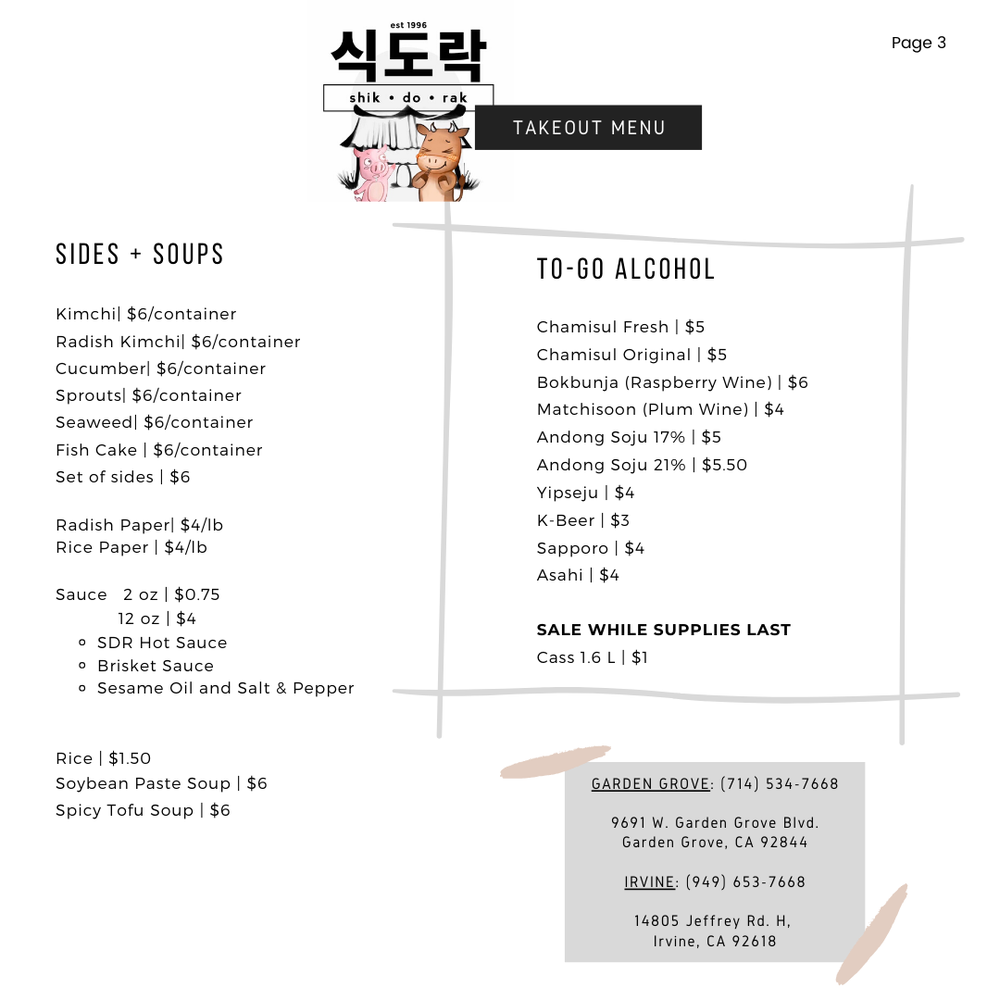 est 1996
식도락
shik • do • rak
TAKEOUT MENU
Page 3
SIDES + SOUPS
Kimchi| $6/container
Radish Kimchi| $6/container
Cucumber| $6/container
Sprouts| $6/container
Seaweed| $6/container
Fish Cake | $6/container
Set of sides | $6
Radish Paper| $4/lb
Rice Paper | $4/lb
Sauce 2 oz | $0.75
12 oz | $4
SDR Hot Sauce
Brisket Sauce
Sesame Oil and Salt & Pepper
Rice | $1.50
Soybean Paste Soup | $6
Spicy Tofu Soup | $6
TO-GO ALCOHOL
Chamisul Fresh | $5
Chamisul Original | $5
Bokbunja (Raspberry Wine) | $6
Matchisoon (Plum Wine) | $4
Andong Soju 17% | $5
Andong Soju 21% | $5.50
Yipseju | $4
K-Beer | $3
Sapporo | $4
Asahi | $4
SALE WHILE SUPPLIES LAST
Cass 1.6 L | $1
GARDEN GROVE: (714) 534-7668
9691 W. Garden Grove Blvd.
Garden Grove, CA 92844
IRVINE: (949) 653-7668
14805 Jeffrey Rd. H,
Irvine, CA 92618